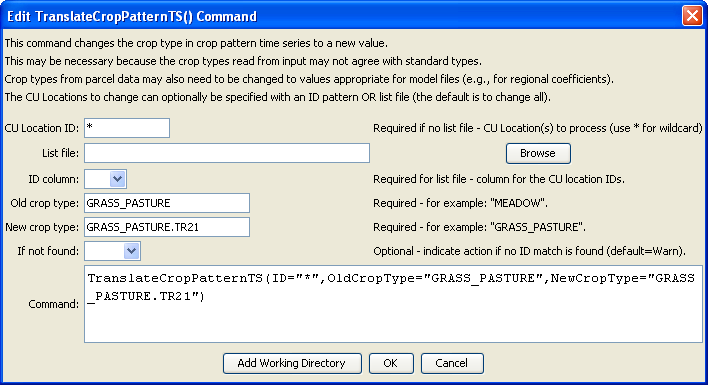 Edit TranslateCropPatternTS() Command
This command changes the crop type in crop pattern time series to a new value.
This may be necessary because the crop types read from input may not agree with standard types.
Crop types from parcel data may also need to be changed to values appropriate for model files (e.g., for regional coefficients).
The CU Locations to change can optionally be specified with an ID pattern OR list file (the default is to change all).
CU Location ID: * Required if no list file - CU Location(s) to process (use * for wildcard)
List file: Browse
ID column: Required for list file - column for the CU location IDs.
Old crop type: GRASS_PASTURE Required - for example: "MEADOW".
New crop type: GRASS_PASTURE.TR21 Required - for example: "GRASS_PASTURE".
If not found: Optional - indicate action if no ID match is found (default=Warn).
TranslateCropPatternTS(ID="*",OldCropType="GRASS_PASTURE",NewCropType="GRASS
Command: _PASTURE.TR21")
Add Working Directory OK Cancel